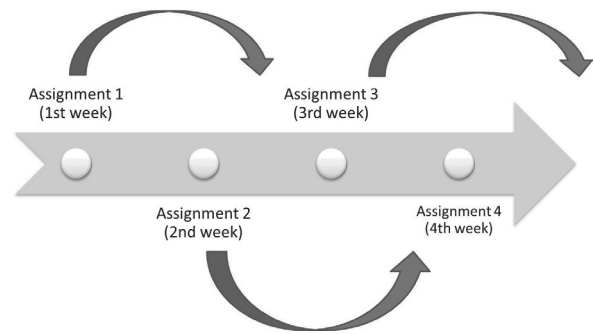 Assignment 1
(1st week)
Assignment 3
(3rd week)
Assignment 2
(2nd week)
Assignment 4
(4th week)